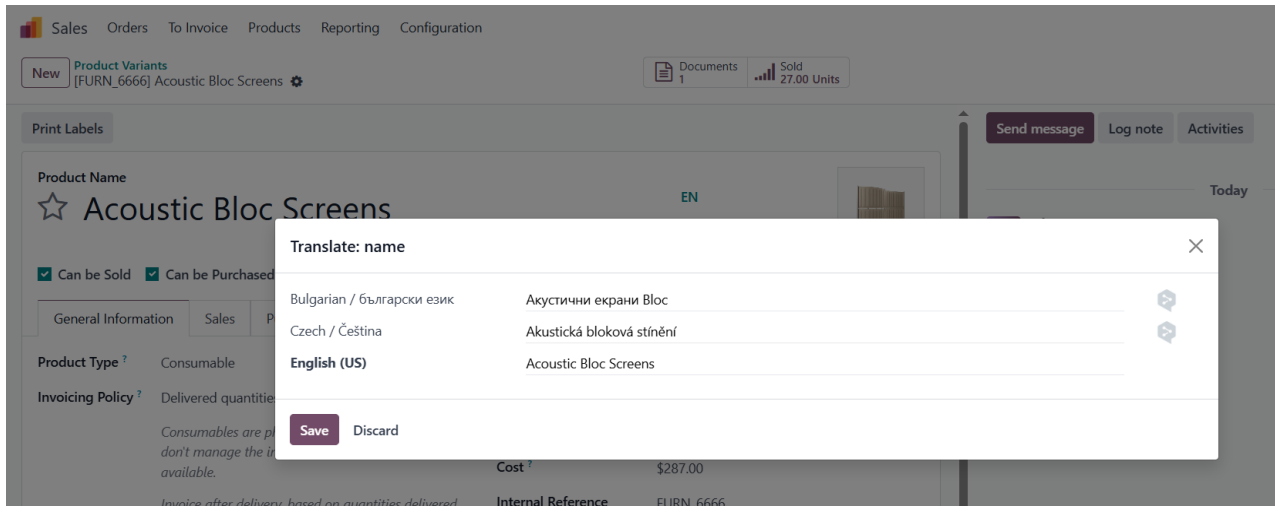 Sales Orders To Invoice Products Reporting Configuration
New Product Variants
[FURN_6666] Acoustic Bloc Screens
Documents
1
Sold
27.00 Units
Print Labels
Send message Log note Activities
Product Name
Acoustic Bloc Screens
EN
Today
Translate: name
Can be Sold Can be Purchased
Bulgarian / български език Акустични екрани Bloc
General Information Sales P
Czech / Čeština Akustická bloková stínění
Product Type ? Consumable
English (US) Acoustic Bloc Screens
Invoicing Policy ? Delivered quantitie
Save Discard
Consumables are pl
don't manage the in
available.
Cost ? $287.00
Invoice after delivery, based on quantities delivered
Internal Reference FURN_6666